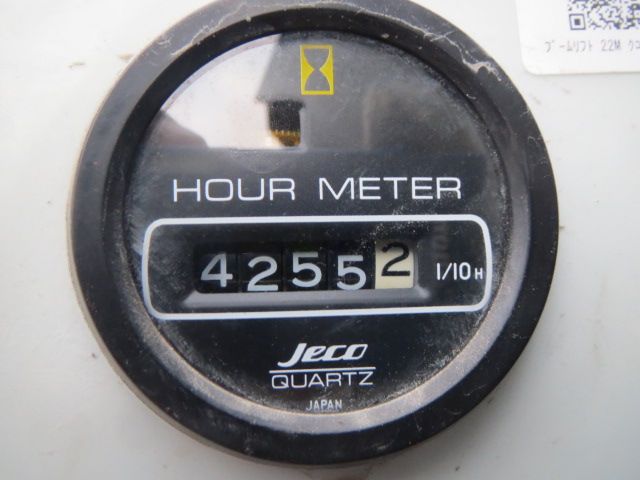 ブームリフト 22M
HOUR METER
42552 1/10H
Jeco
QUARTZ
JAPAN